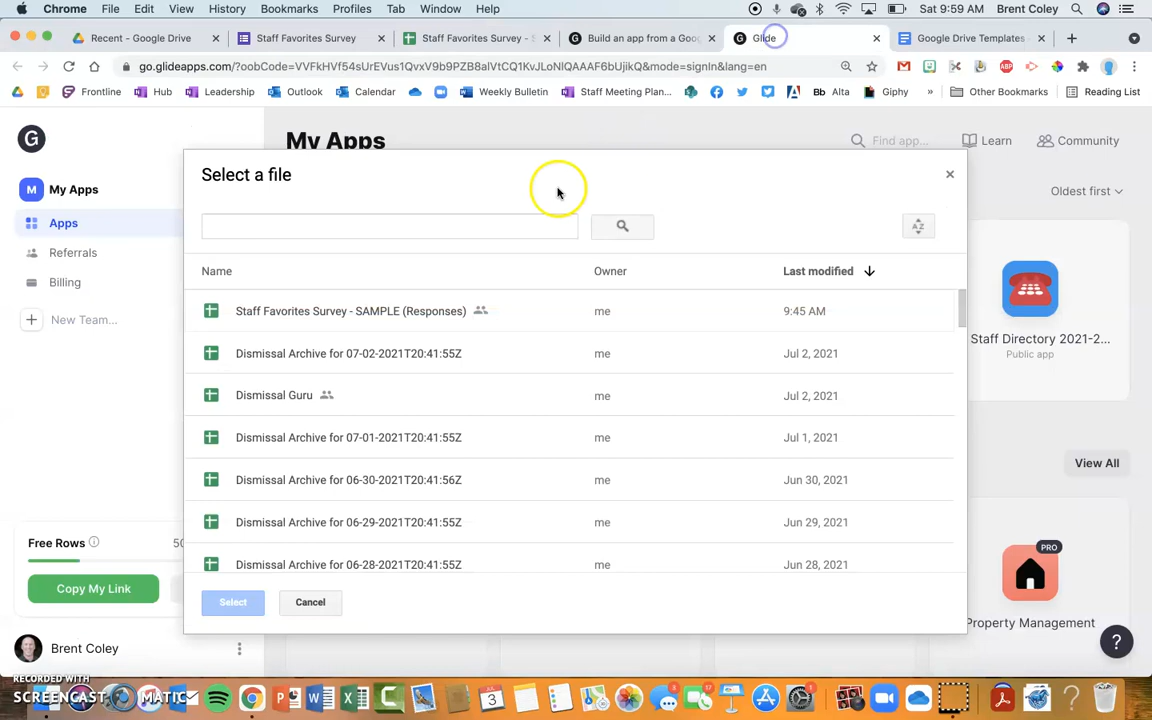 Chrome File Edit View History Bookmarks Profiles Tab Window Help Sat 9:59 AM Brent Coley
Recent - Google Drive Staff Favorites Survey Staff Favorites Survey - S Build an app from a Goo Glide Google Drive Templates -
go.glideapps.com/?oobCode=VVFkHVf54sUrEVus1QvxV9b9PZB8aIVtCQ1KvJLoNlQAAAF6bUjikQ&mode=signIn&lang=en
Frontline Hub Leadership Outlook Calendar Weekly Bulletin Staff Meeting Plan... Bb Alta Giphy » Other Bookmarks Reading List
G
My Apps
Find app...
Learn
Community
M My Apps
Oldest first
Apps
Referrals
Billing
New Team...
Select a file
Name Owner Last modified
Staff Favorites Survey - SAMPLE (Responses) me 9:45 AM
Dismissal Archive for 07-02-2021T20:41:55Z me Jul 2, 2021
Dismissal Guru me Jul 2, 2021
Dismissal Archive for 07-01-2021T20:41:55Z me Jul 1, 2021
Dismissal Archive for 06-30-2021T20:41:56Z me Jun 30, 2021
Dismissal Archive for 06-29-2021T20:41:55Z me Jun 29, 2021
Dismissal Archive for 06-28-2021T20:41:55Z me Jun 28, 2021
Select Cancel
Staff Directory 2021-2...
Public app
View All
PRO
Property Management
Free Rows
50
Copy My Link
Brent Coley
?
RECORDED WITH
SCREENCAST MATIC